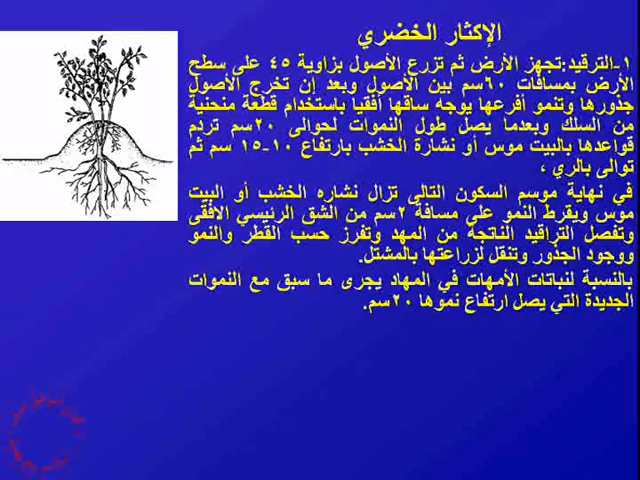 الإكثار الخضري
١-الترقيد:تجهز الأرض ثم تزرع الأصول بزاوية ٤٥ على سطح
الأرض بمسافات ٦٠سم بين الأصول وبعد إن تخرج الأصول
جذورها وتنمو أفرعها يوجه ساقها أفقيا باستخدام قطعة منحنية
من السلك وبعدما يصل طول النموات لحوالى ٢٠سم تردم
قواعدها بالبيت موس أو نشارة الخشب بارتفاع ١٠-١٥ سم ثم
توالى بالري ،
في نهاية موسم السكون التالى تزال نشاره الخشب أو البيت
موس ويقرط النمو على مسافة ٢سم من الشق الرئيسي الافقى
وتفصل التراقيد الناتجة من المهد وتفرز حسب القطر والنمو
ووجود الجذور وتنقل لزراعتها بالمشتل.
بالنسبة لنباتات الأمهات في المهاد يجرى ما سبق مع النموات
الجديدة التي يصل ارتفاع نموها ٢٠سم.